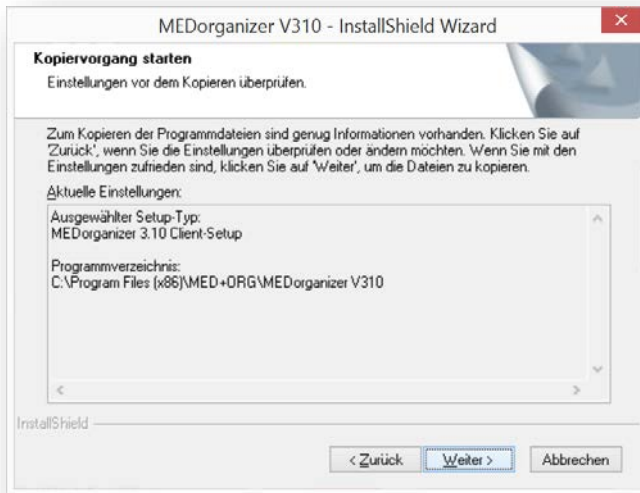 MEDorganizer V310 - InstallShield Wizard
Kopiervorgang starten
Einstellungen vor dem Kopieren überprüfen.
Zum Kopieren der Programmdateien sind genug Informationen vorhanden. Klicken Sie auf
'Zurück', wenn Sie die Einstellungen überprüfen oder ändern möchten. Wenn Sie mit den
Einstellungen zufrieden sind, klicken Sie auf 'Weiter', um die Dateien zu kopieren.
Aktuelle Einstellungen:
Ausgewählter Setup-Typ:
MEDorganizer 3.10 Client-Setup
Programmverzeichnis:
C:\Program Files (x86)\MED+ORG\MEDorganizer V310
InstallShield
< Zurück Weiter > Abbrechen